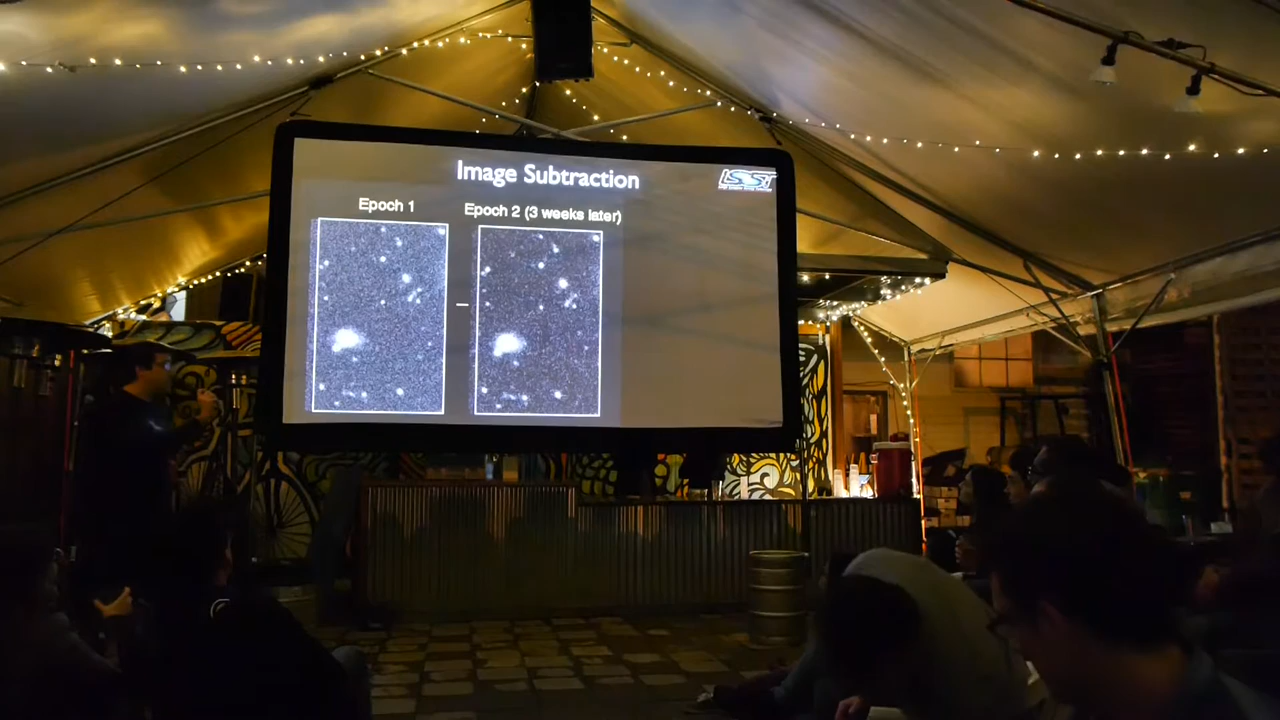 Image Subtraction
LSST
Epoch 1
Epoch 2 (3 weeks later)
–